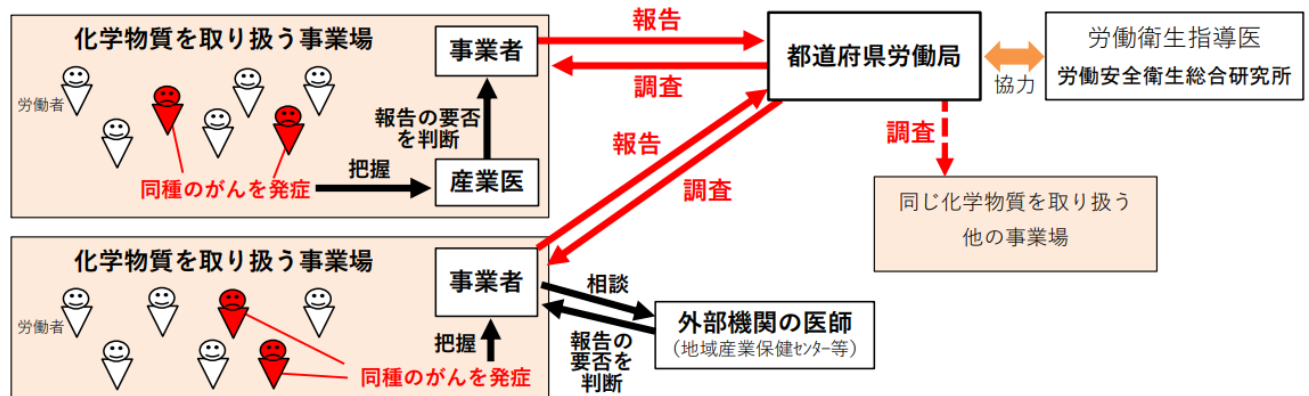 化学物質を取り扱う事業場
労働者
事業者
報告の要否
を判断
産業医
把握
同種のがんを発症
報告
調査
都道府県労働局
協力
労働衛生指導医
労働安全衛生総合研究所
調査
同じ化学物質を取り扱う
他の事業場
報告
調査
化学物質を取り扱う事業場
労働者
事業者
把握
同種のがんを発症
相談
報告の
要否を
判断
外部機関の医師
（地域産業保健ｾﾝﾀｰ等）